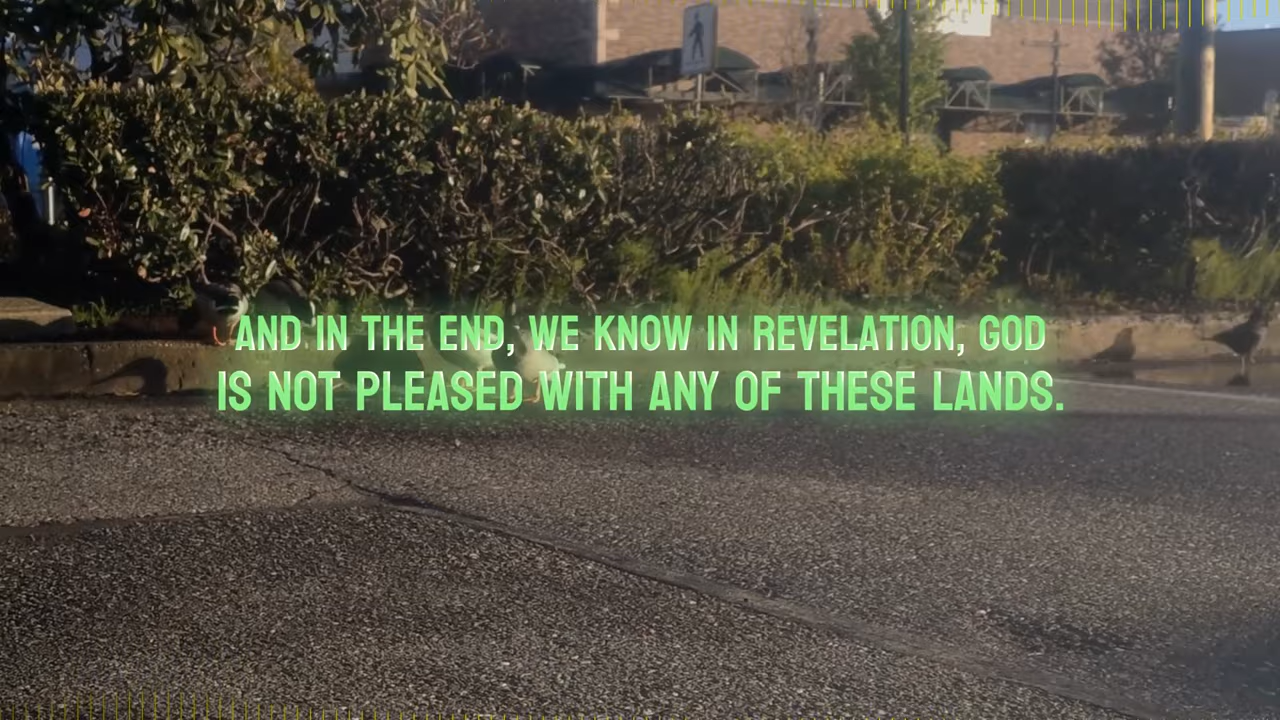 AND IN THE END, WE KNOW IN REVELATION, GOD
IS NOT PLEASED WITH ANY OF THESE LANDS.